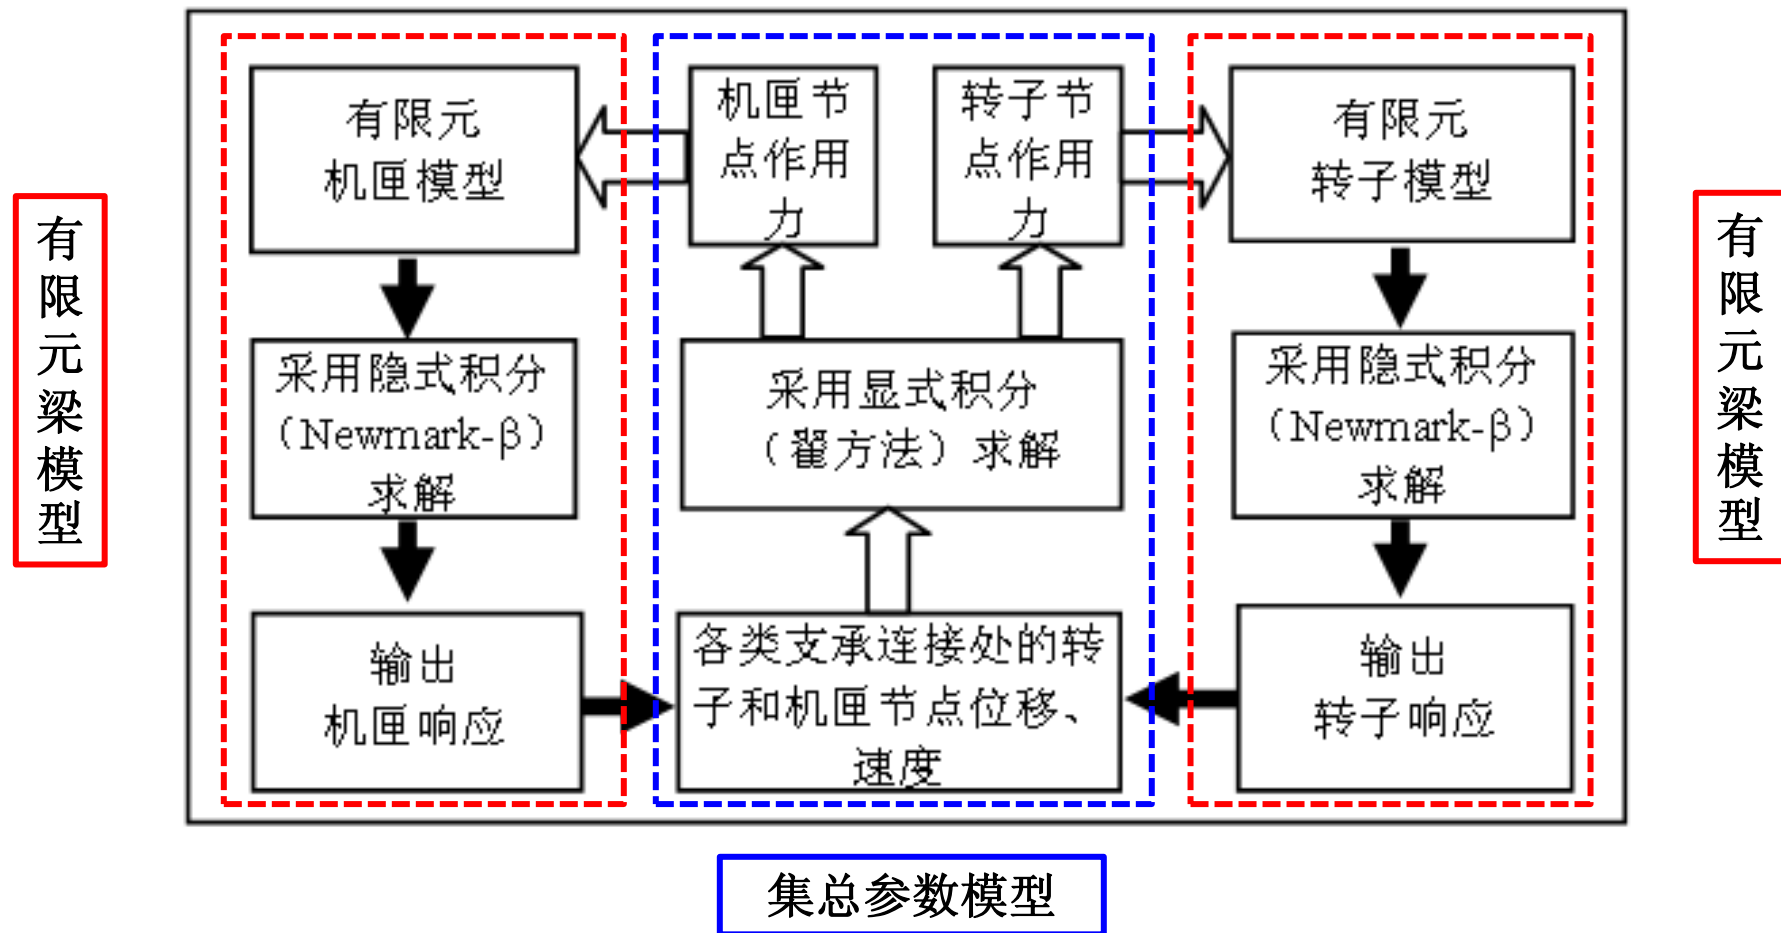 有
限
元
梁
模
型
有限元
机匣模型
采用隐式积分
（Newmark-β）
求解
输出
机匣响应
机匣节
点作用
力
转子节
点作用
力
采用显式积分
（翟方法）求解
各类支承连接处的转
子和机匣节点位移、
速度
有限元
转子模型
采用隐式积分
（Newmark-β）
求解
输出
转子响应
有
限
元
梁
模
型
集总参数模型